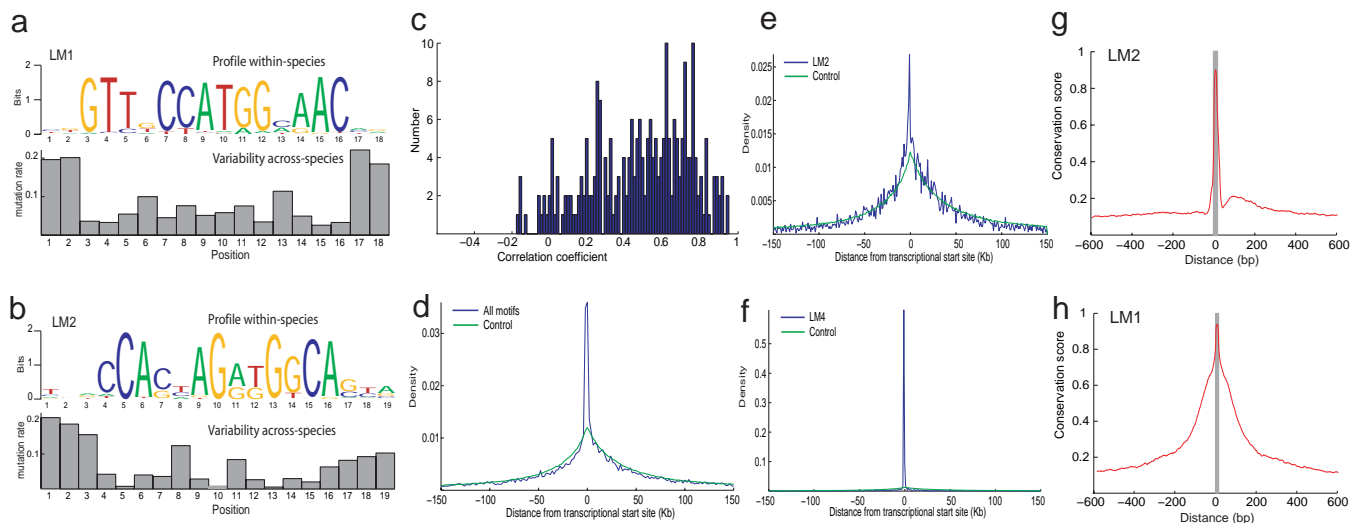 a
LM1
Profile within-species
Bits
2
1
0
GTTGCCATGGCAAC
1 2 3 4 5 6 7 8 9 10 11 12 13 14 15 16 17 18
Variability across-species
mutation rate
0.2
0.1
1 2 3 4 5 6 7 8 9 10 11 12 13 14 15 16 17 18
Position
b
LM2
Profile within-species
Bits
2
1
0
CCACTAGATGGCAGTA
1 2 3 4 5 6 7 8 9 10 11 12 13 14 15 16 17 18 19
Variability across-species
mutation rate
0.2
0.1
1 2 3 4 5 6 7 8 9 10 11 12 13 14 15 16 17 18 19
Position
c
Number
10
8
6
4
2
−0.4 −0.2 0 0.2 0.4 0.6 0.8 1
Correlation coefficient
d
All motifs
Control
Density
0.03
0.02
0.01
−150 −100 −50 0 50 100 150
Distance from transcriptional start site (Kb)
e
LM2
Control
Density
0.025
0.02
0.015
0.01
0.005
−150 −100 −50 0 50 100 150
Distance from transcriptional start site (Kb)
f
LM4
Control
Density
0.5
0.4
0.3
0.2
0.1
−150 −100 −50 0 50 100 150
Distance from transcriptional start site (Kb)
g
LM2
Conservation score
1
0.8
0.6
0.4
0.2
−600 −400 −200 0 200 400 600
Distance (bp)
h
LM1
Conservation score
1
0.8
0.6
0.4
0.2
−600 −400 −200 0 200 400 600
Distance (bp)